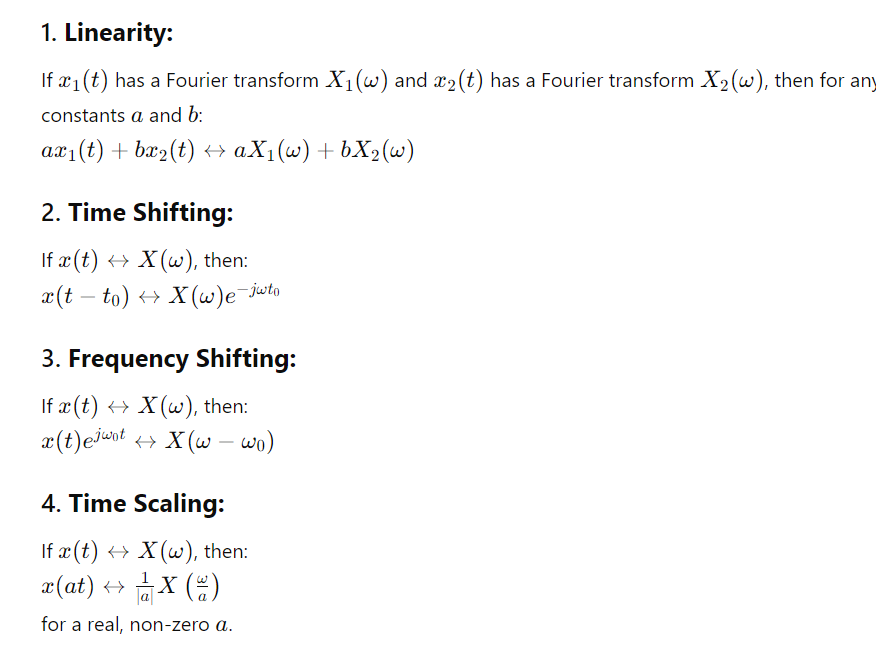 1. Linearity:
If x₁(t) has a Fourier transform X₁(ω) and x₂(t) has a Fourier transform X₂(ω), then for any
constants a and b:
ax₁(t) + bx₂(t) ↔ aX₁(ω) + bX₂(ω)
2. Time Shifting:
If x(t) ↔ X(ω), then:
x(t − t₀) ↔ X(ω)e^{−jωt₀}
3. Frequency Shifting:
If x(t) ↔ X(ω), then:
x(t)e^{jω₀t} ↔ X(ω − ω₀)
4. Time Scaling:
If x(t) ↔ X(ω), then:
x(at) ↔ \frac{1}{|a|}X(\frac{ω}{a})
for a real, non-zero a.